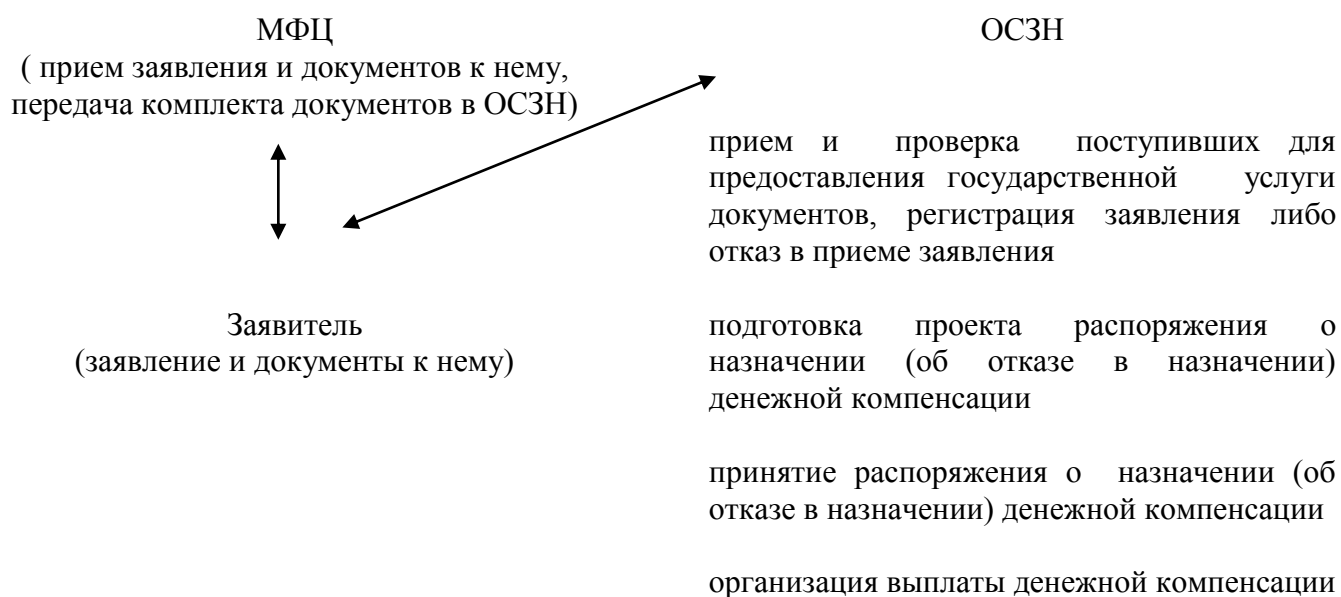 МФЦ
( прием заявления и документов к нему,
передача комплекта документов в ОСЗН)
Заявитель
(заявление и документы к нему)
ОСЗН
прием и проверка поступивших для
предоставления государственной услуги
документов, регистрация заявления либо
отказ в приеме заявления
подготовка проекта распоряжения о
назначении (об отказе в назначении)
денежной компенсации
принятие распоряжения о назначении (об
отказе в назначении) денежной компенсации
организация выплаты денежной компенсации